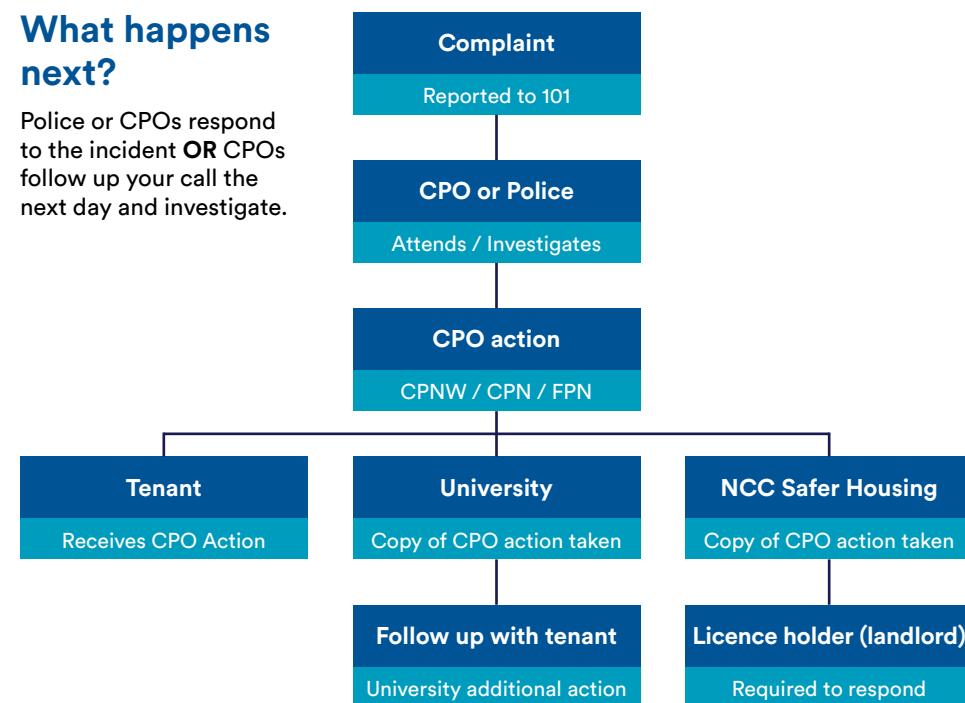 What happens
next?
Police or CPOs respond
to the incident OR CPOs
follow up your call the
next day and investigate.
Complaint
Reported to 101
CPO or Police
Attends / Investigates
CPO action
CPNW / CPN / FPN
Tenant
Receives CPO Action
University
Copy of CPO action taken
NCC Safer Housing
Copy of CPO action taken
Follow up with tenant
University additional action
Licence holder (landlord)
Required to respond